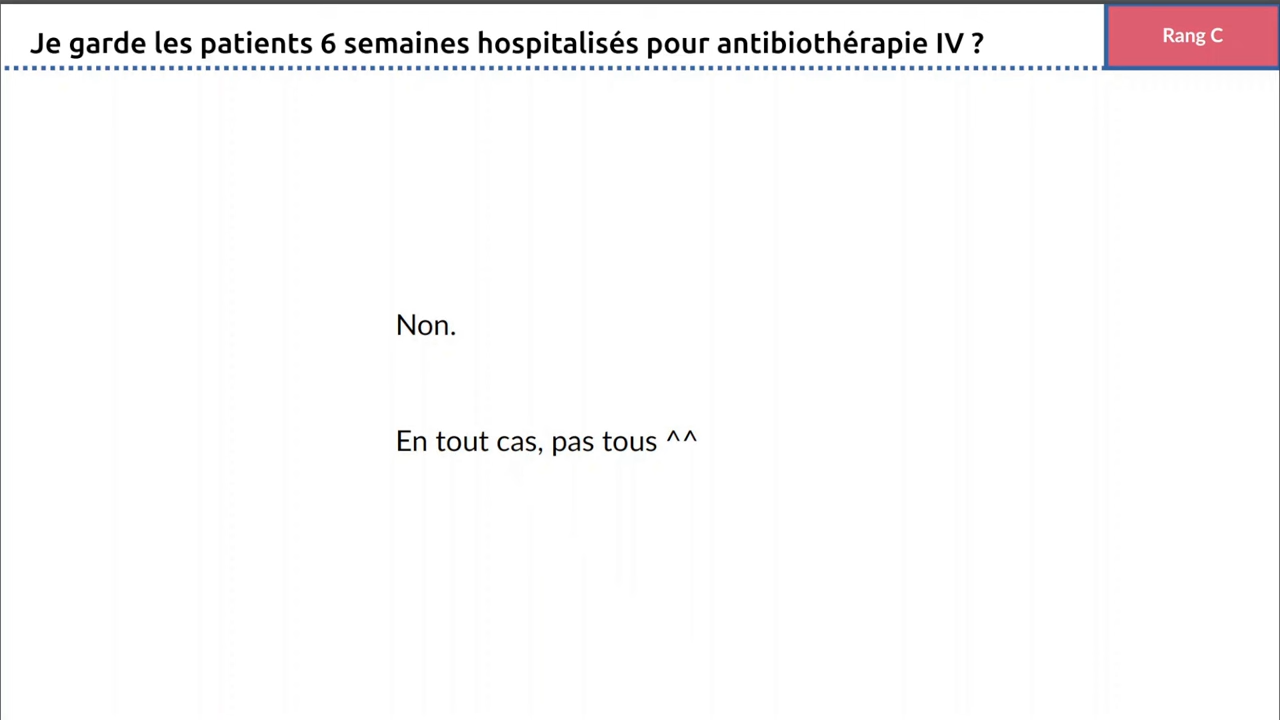 Je garde les patients 6 semaines hospitalisés pour antibiothérapie IV ?
Rang C
Non.
En tout cas, pas tous ^^